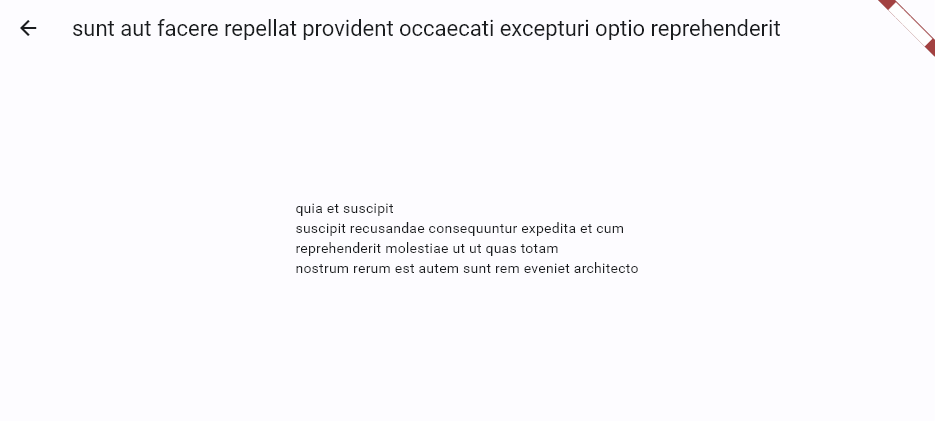 sunt aut facere repellat provident occaecati excepturi optio reprehenderit
quia et suscipit
suscipit recusandae consequuntur expedita et cum
reprehenderit molestiae ut ut quas totam
nostrum rerum est autem sunt rem eveniet architecto